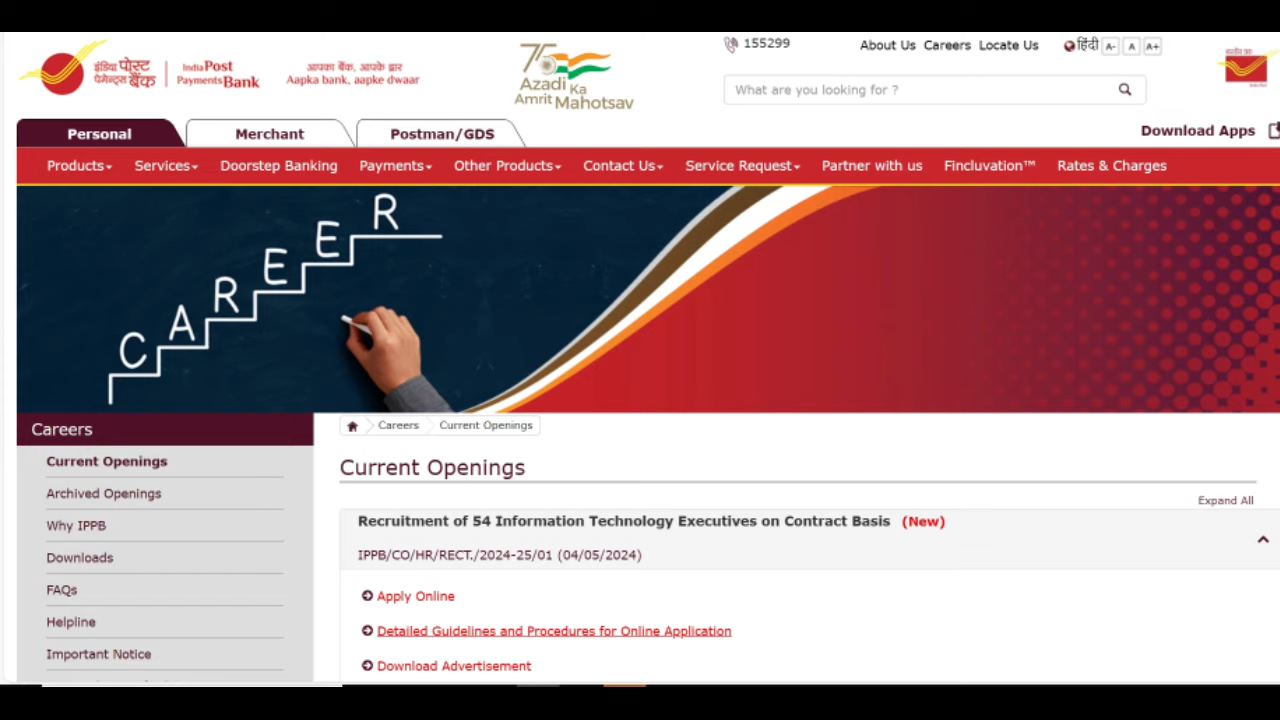 इंडिया पोस्ट
पेमेन्ट्स बैंक
IndiaPost
PaymentsBank
आपका बैंक, आपके द्वार
Aapka bank, aapke dwaar
75
Azadi Ka
Amrit Mahotsav
155299
About Us Careers Locate Us
हिंदी A- A A+
What are you looking for ?
Personal
Merchant
Postman/GDS
Download Apps
Products Services Doorstep Banking Payments Other Products Contact Us Service Request Partner with us Fincluvation™ Rates & Charges
CAREER
Careers
Current Openings
Archived Openings
Why IPPB
Downloads
FAQs
Helpline
Important Notice
Careers Current Openings
Current Openings
Expand All
Recruitment of 54 Information Technology Executives on Contract Basis (New)
IPPB/CO/HR/RECT./2024-25/01 (04/05/2024)
Apply Online
Detailed Guidelines and Procedures for Online Application
Download Advertisement